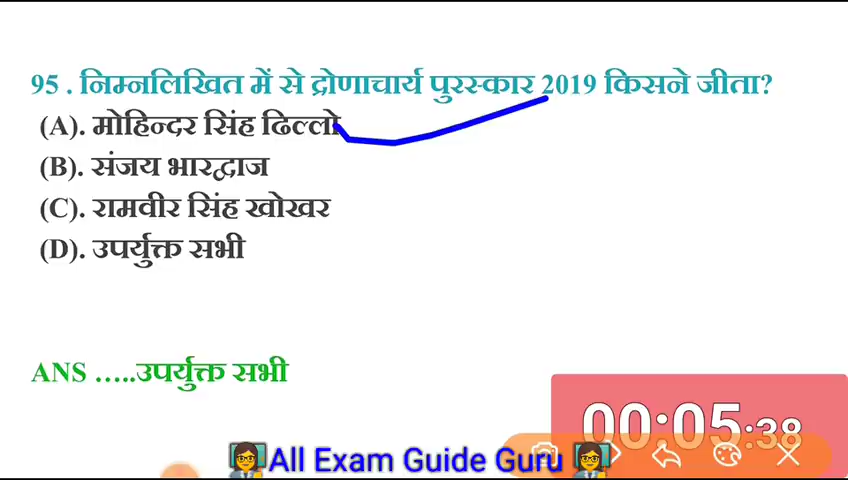 95 . निम्नलिखित में से द्रोणाचार्य पुरस्कार 2019 किसने जीता?
(A). मोहिन्दर सिंह ढिल्लो
(B). संजय भारद्वाज
(C). रामवीर सिंह खोखर
(D). उपर्युक्त सभी
ANS …..उपर्युक्त सभी
00:05:38
All Exam Guide Guru